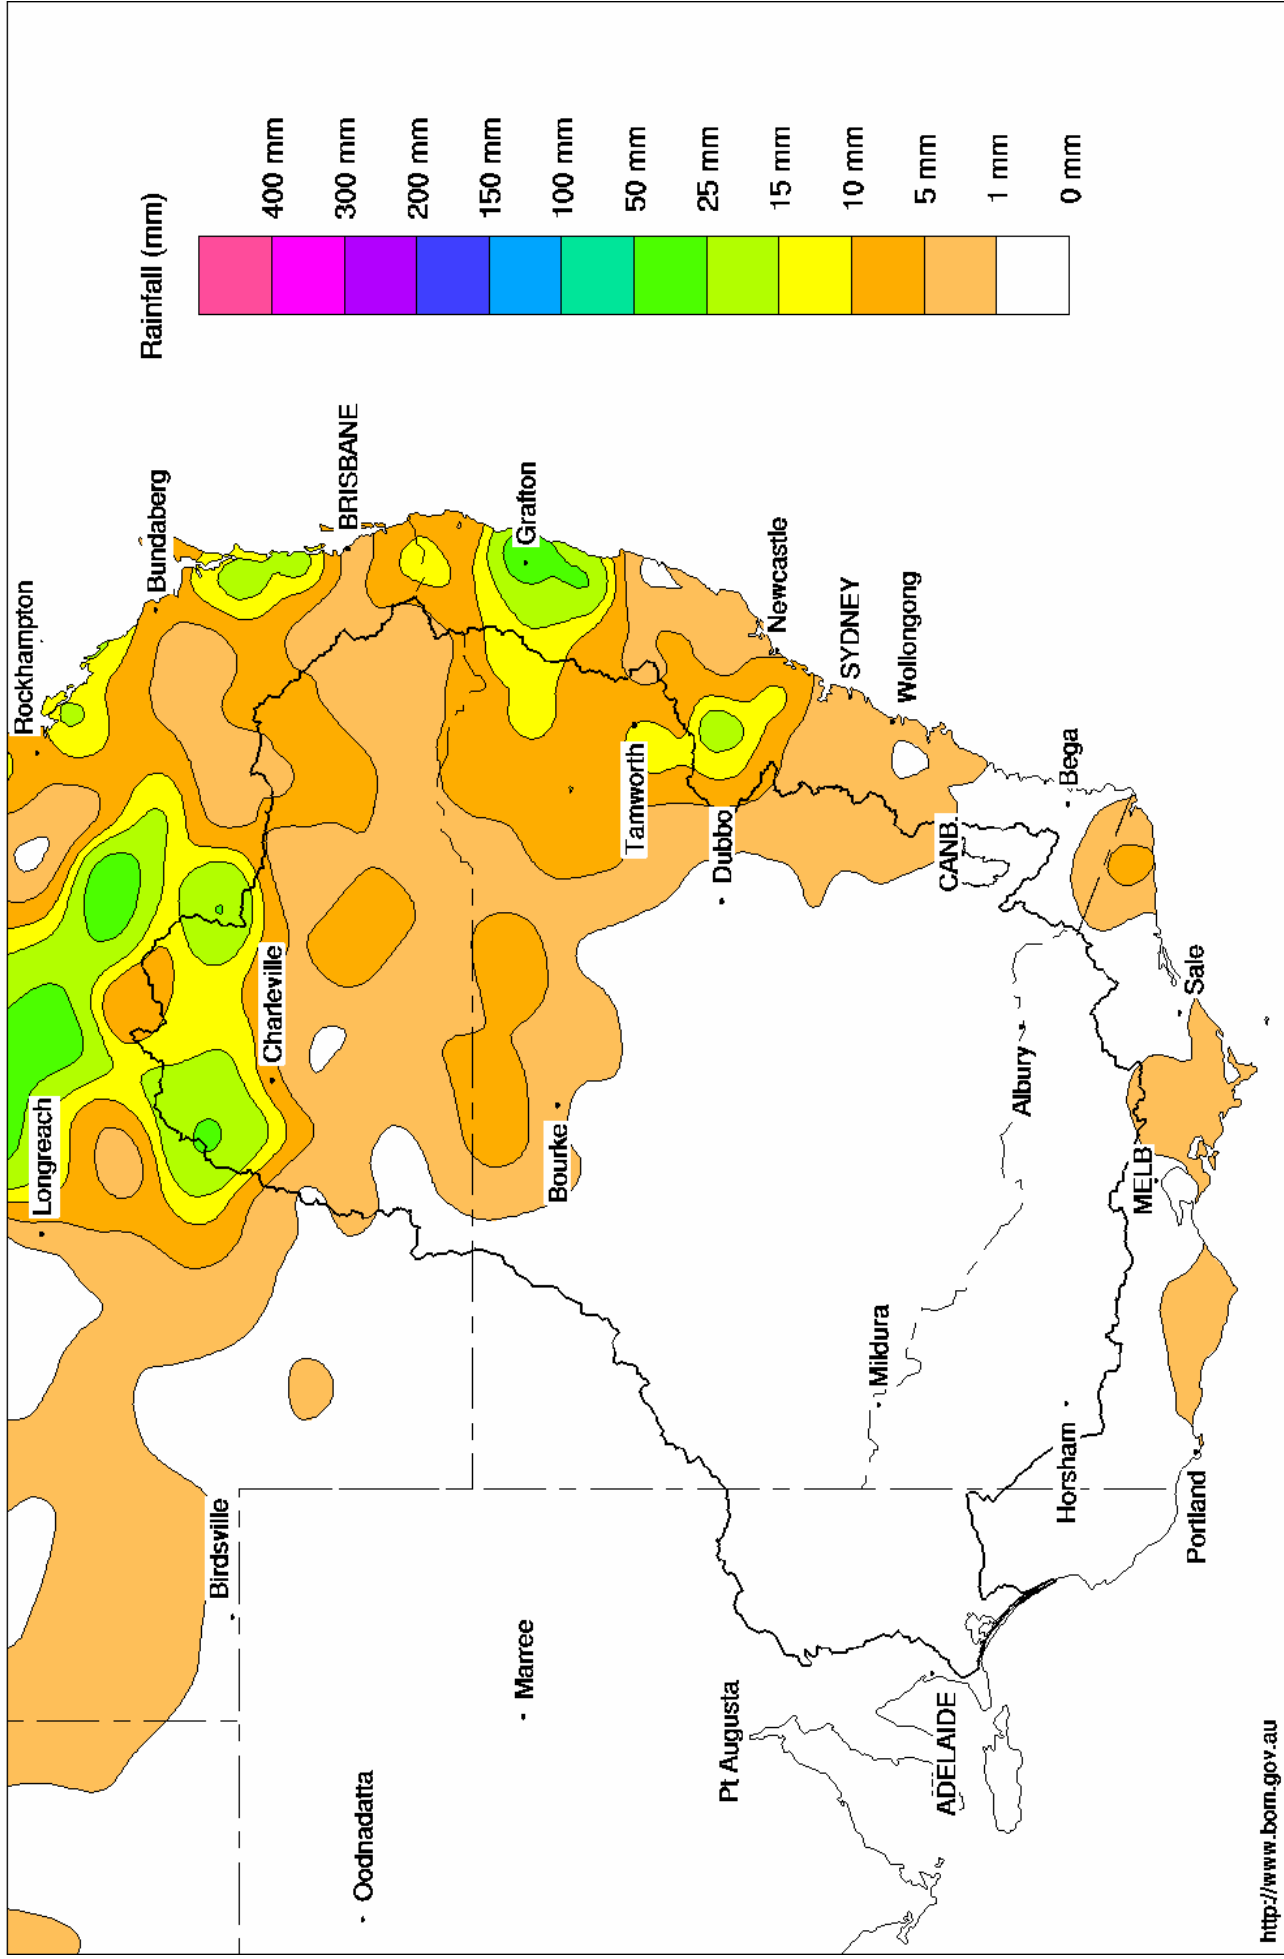 Rainfall (mm)
400 mm
300 mm
200 mm
150 mm
100 mm
50 mm
25 mm
15 mm
10 mm
5 mm
1 mm
0 mm
Rockhampton
Longreach
Bundaberg
BRISBANE
Charleville
Birdsville
Oodnadatta
Grafton
Bourke
Marree
Tamworth
Newcastle
Dubbo
Pt Augusta
SYDNEY
Wollongong
Mildura
CANB.
ADELAIDE
Albury
Bega
Horsham
MELB
Sale
Portland
http://www.bom.gov.au